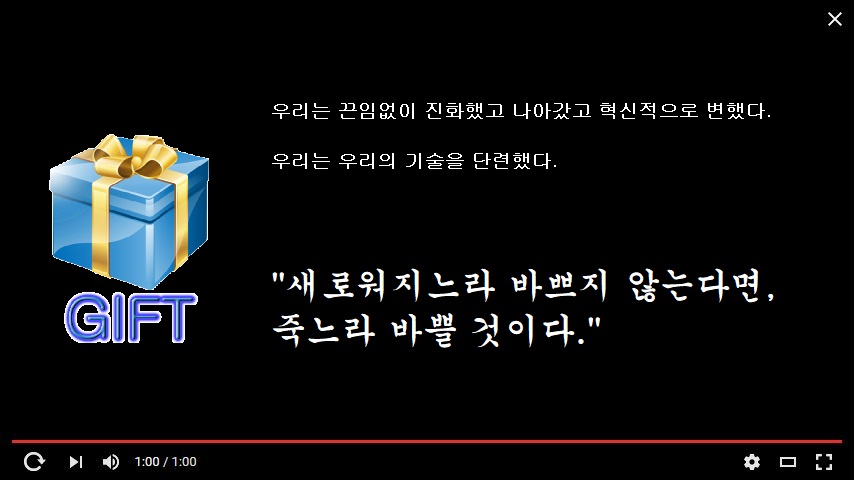 우리는 끈임없이 진화했고 나아갔고 혁신적으로 변했다.
우리는 우리의 기술을 단련했다.
"새로워지느라 바쁘지 않는다면,
죽느라 바쁠 것이다."
GIFT
1:00 / 1:00